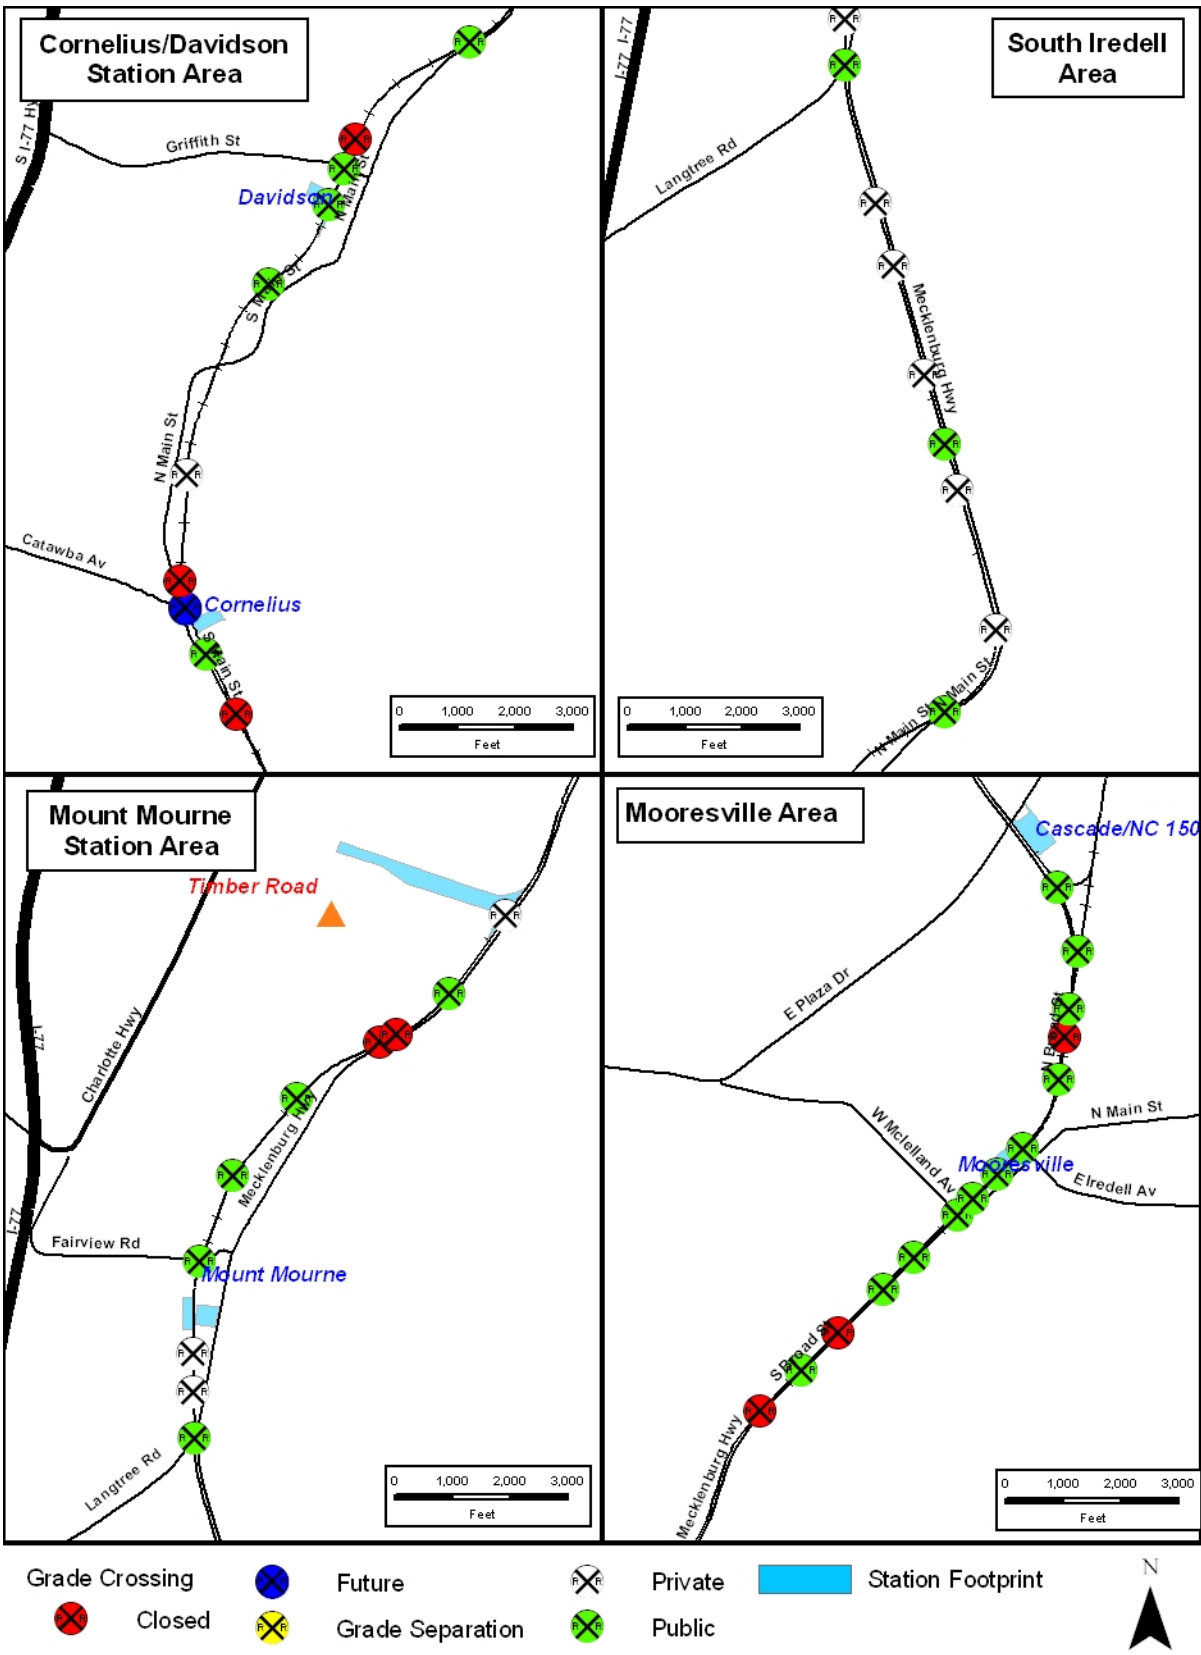 Cornelius/Davidson
Station Area
S I-77 Hy
Griffith St
Davidson
N Main St
S Main St
N Main St
Catawba Av
Cornelius
S Main St
0 1,000 2,000 3,000
Feet
South Iredell
Area
I-77 I-77
Langtree Rd
Mecklenburg Hwy
N Main St
N Main St
0 1,000 2,000 3,000
Feet
Mount Mourne
Station Area
Timber Road
I-77
Charlotte Hwy
Mecklenburg Hwy
I-77
Fairview Rd
Mount Mourne
Langtree Rd
0 1,000 2,000 3,000
Feet
Mooresville Area
Cascade/NC 150
E Plaza Dr
N Broad St
W Mclelland Av
N Main St
Mooresville
E Iredell Av
S Broad St
Mecklenburg Hwy
0 1,000 2,000 3,000
Feet
Grade Crossing
Closed
Future
Grade Separation
Private
Public
Station Footprint
N